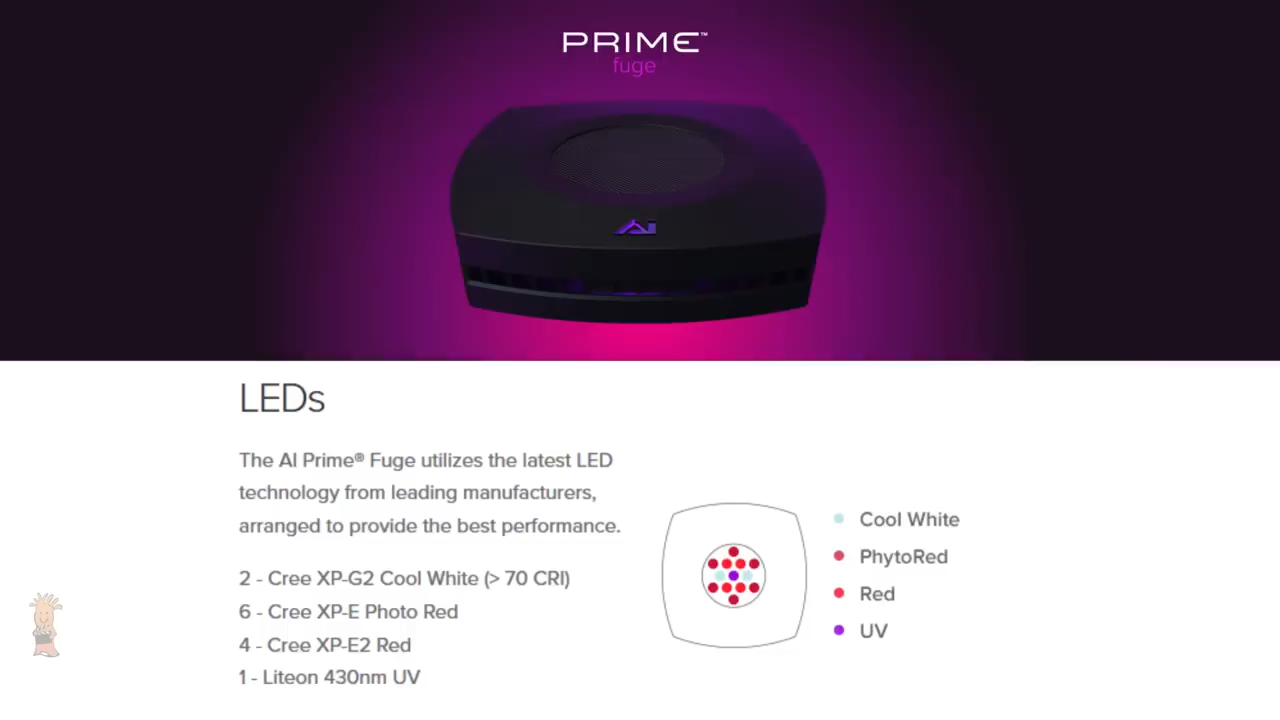 PRIME™
fuge
AI
LEDs
The AI Prime® Fuge utilizes the latest LED
technology from leading manufacturers,
arranged to provide the best performance.
2 - Cree XP-G2 Cool White (> 70 CRI)
6 - Cree XP-E Photo Red
4 - Cree XP-E2 Red
1 - Liteon 430nm UV
Cool White
PhytoRed
Red
UV